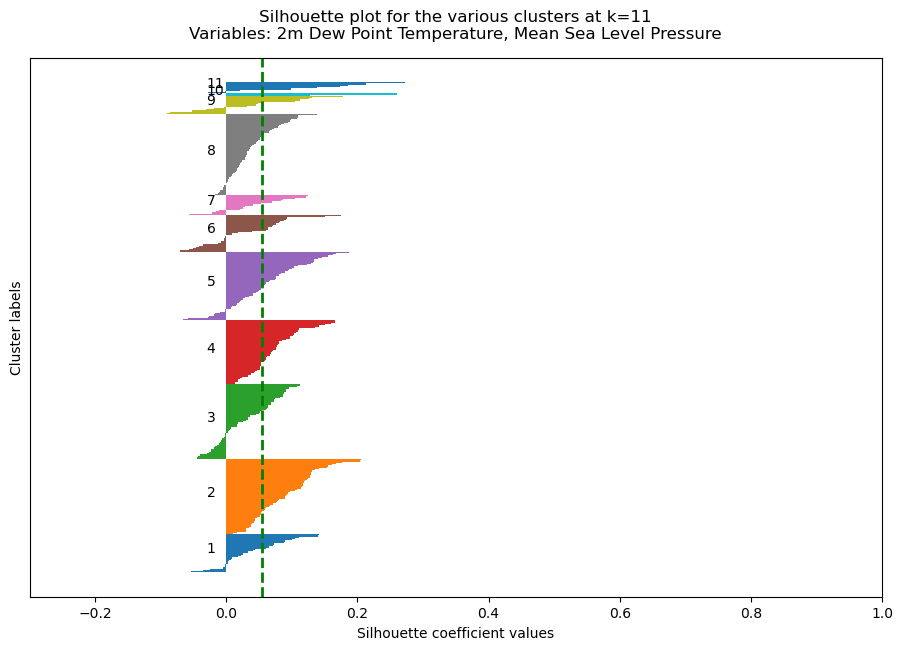 Silhouette plot for the various clusters at k=11
Variables: 2m Dew Point Temperature, Mean Sea Level Pressure
11
10
9
8
7
6
5
4
3
2
1
Cluster labels
−0.2 0.0 0.2 0.4 0.6 0.8 1.0
Silhouette coefficient values